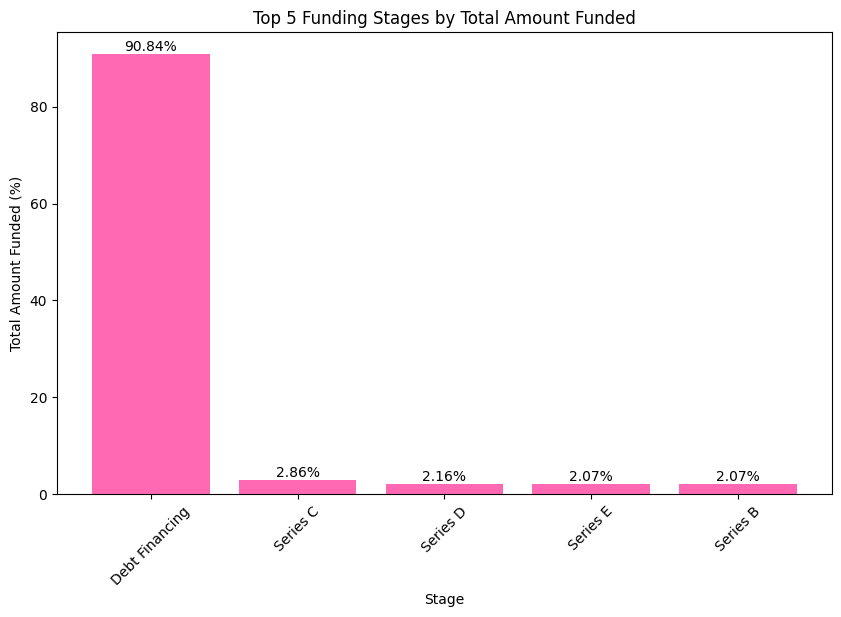 Top 5 Funding Stages by Total Amount Funded
Total Amount Funded (%)
80
60
40
20
0
90.84%
2.86%
2.16%
2.07%
2.07%
Debt Financing
Series C
Series D
Series E
Series B
Stage